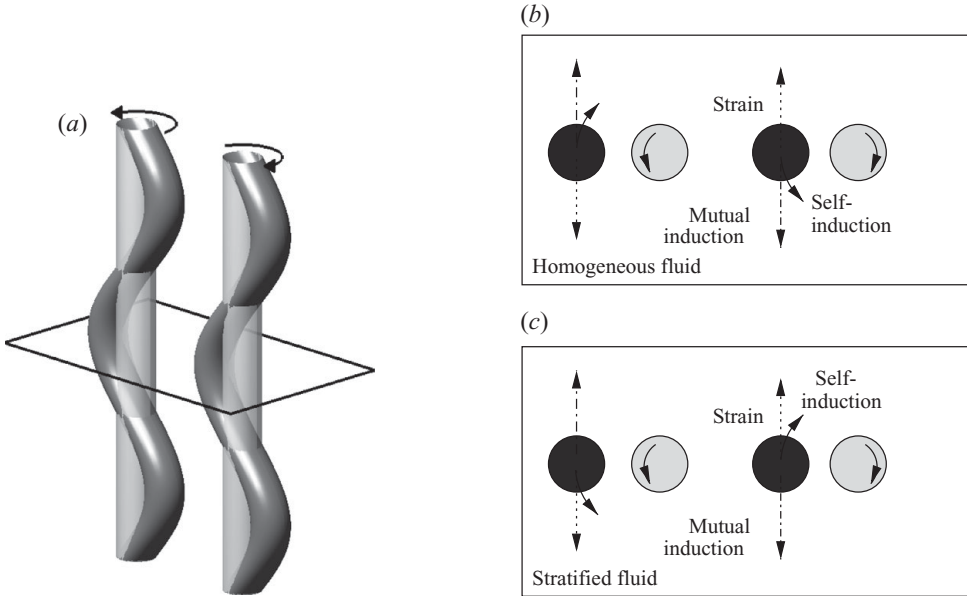 (a)
(b)
Strain
Self-
induction
Mutual
induction
Homogeneous fluid
(c)
Self-
induction
Strain
Mutual
induction
Stratified fluid